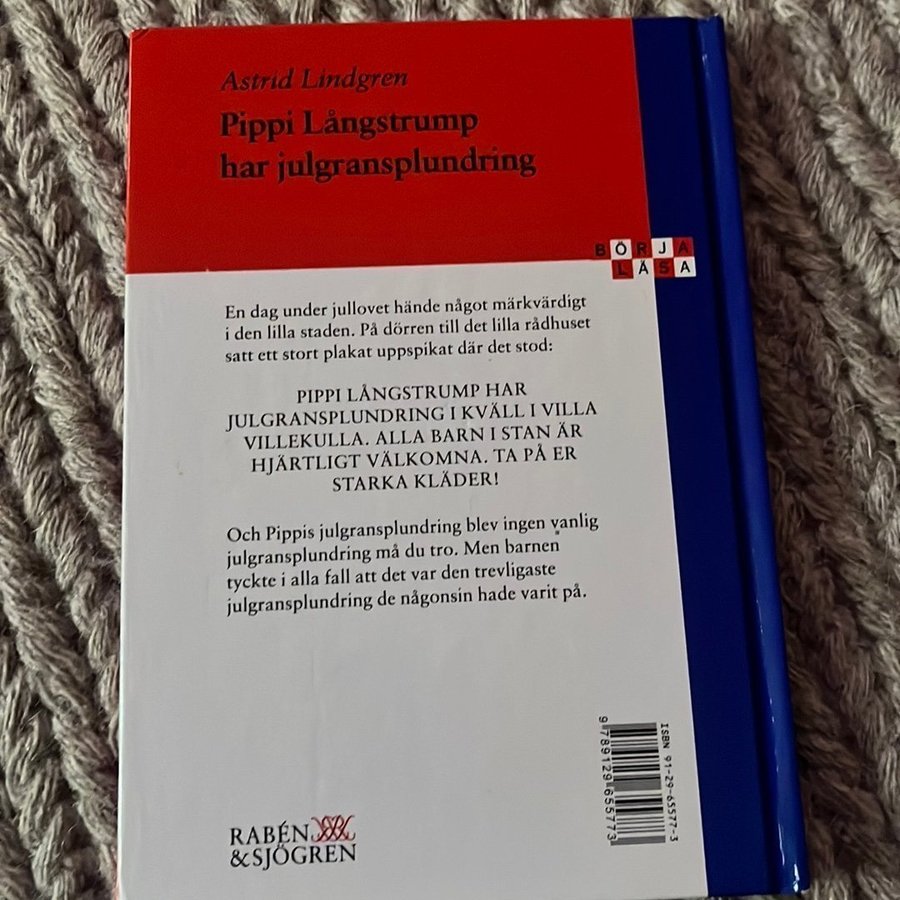 Astrid Lindgren
Pippi Långstrump
har julgransplundring
BÖRJA
LÄSA
En dag under jullovet hände något märkvärdigt
i den lilla staden. På dörren till det lilla rådhuset
satt ett stort plakat uppspikat där det stod:
PIPPI LÅNGSTRUMP HAR
JULGRANSPLUNDRING I KVÄLL I VILLA
VILLEKULLA. ALLA BARN I STAN ÄR
HJÄRTLIGT VÄLKOMNA. TA PÅ ER
STARKA KLÄDER!
Och Pippis julgransplundring blev ingen vanlig
julgransplundring må du tro. Men barnen
tyckte i alla fall att det var den trevligaste
julgransplundring de någonsin hade varit på.
ISBN 91-29-65577-3
9789129655773
RABÉN
&SJÖGREN